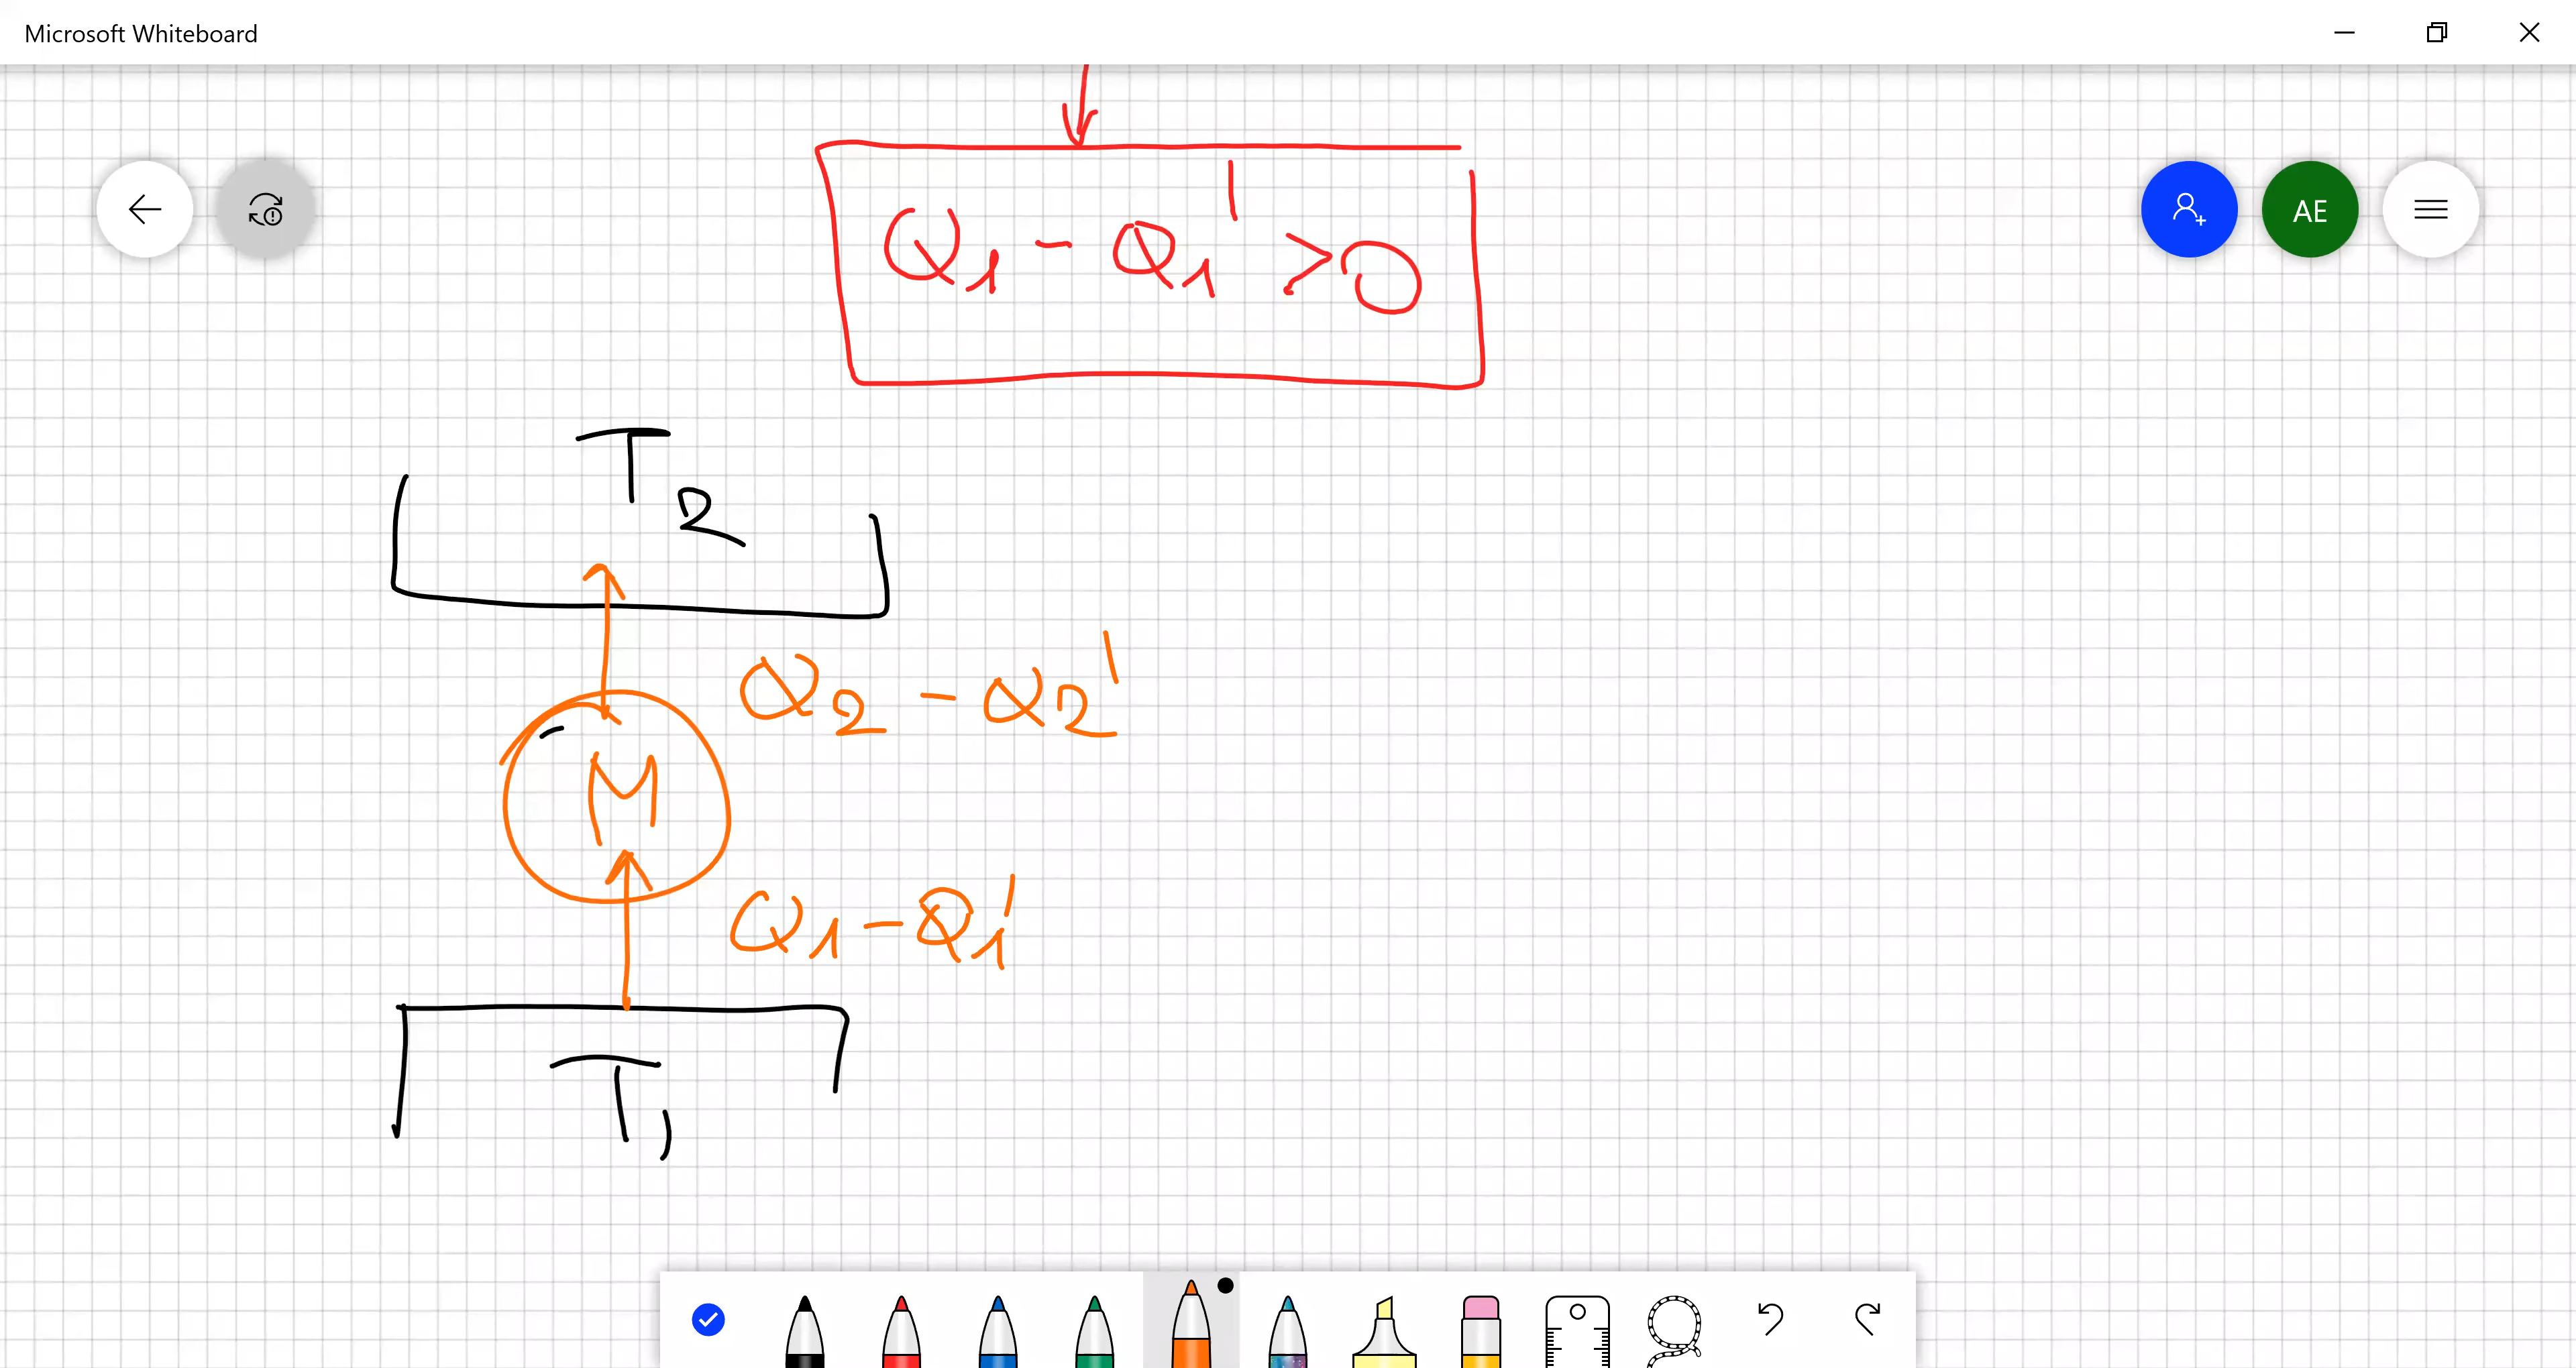 Microsoft Whiteboard
AE
Q₁ - Q₁' > 0
T₂
Q₂ - Q₂'
M
Q₁ - Q₁'
T₁